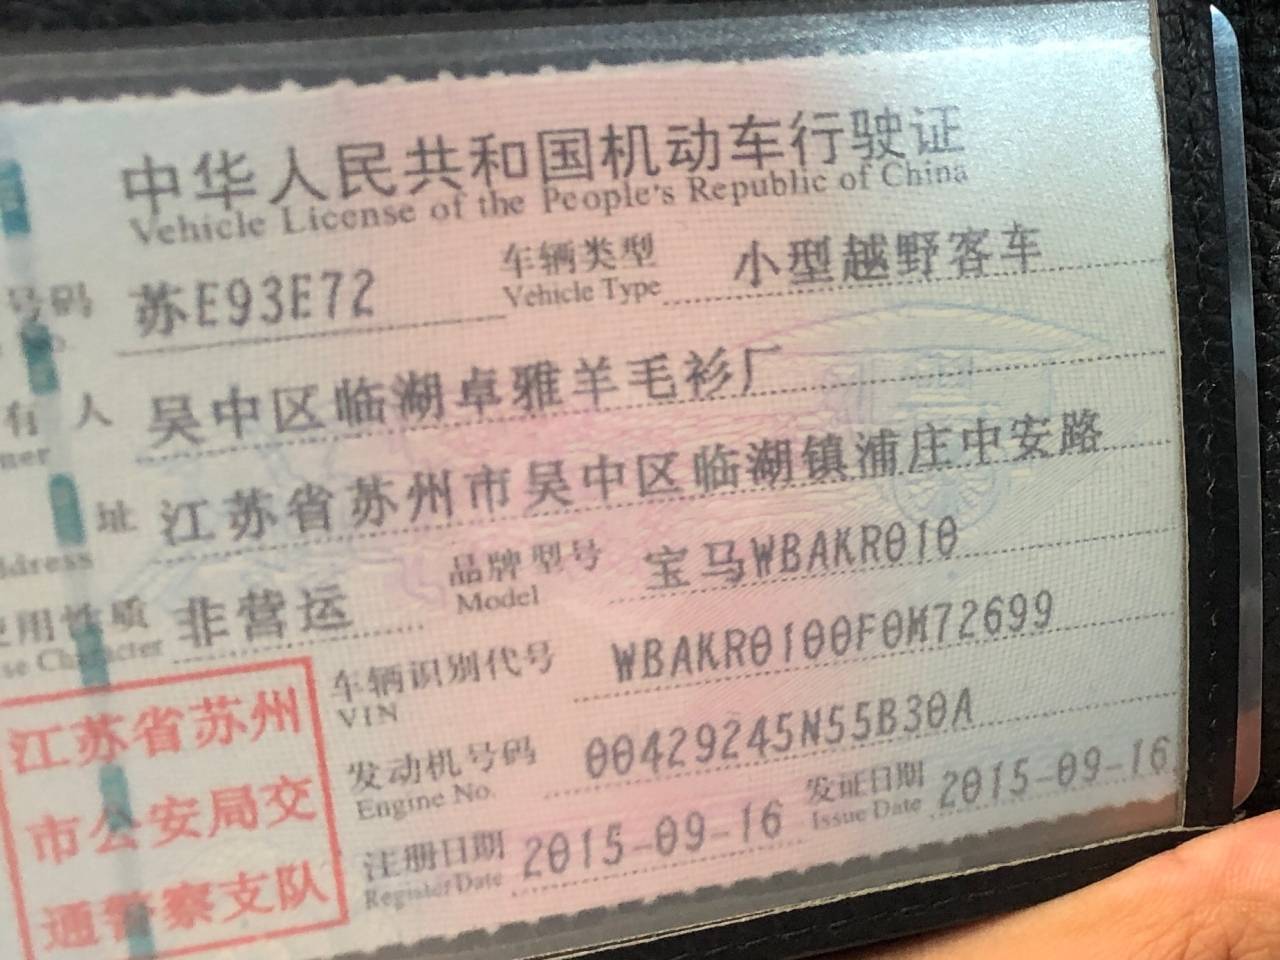 中华人民共和国机动车行驶证
Vehicle License of the People's Republic of China
号码 苏E93E72 车辆类型 小型越野客车
Vehicle Type
有 人 吴中区临湖卓雅羊毛衫厂
ner
址 江苏省苏州市吴中区临湖镇浦庄中安路
ddress
使用性质 非营运 品牌型号 宝马WBAKR010
se Character Model
车辆识别代号 WBAKR0100F0M72699
VIN
发动机号码 00429245N55B30A
Engine No.
注册日期 2015-09-16 发证日期 2015-09-16
Register Date Issue Date
江苏省苏州
市公安局交
通警察支队